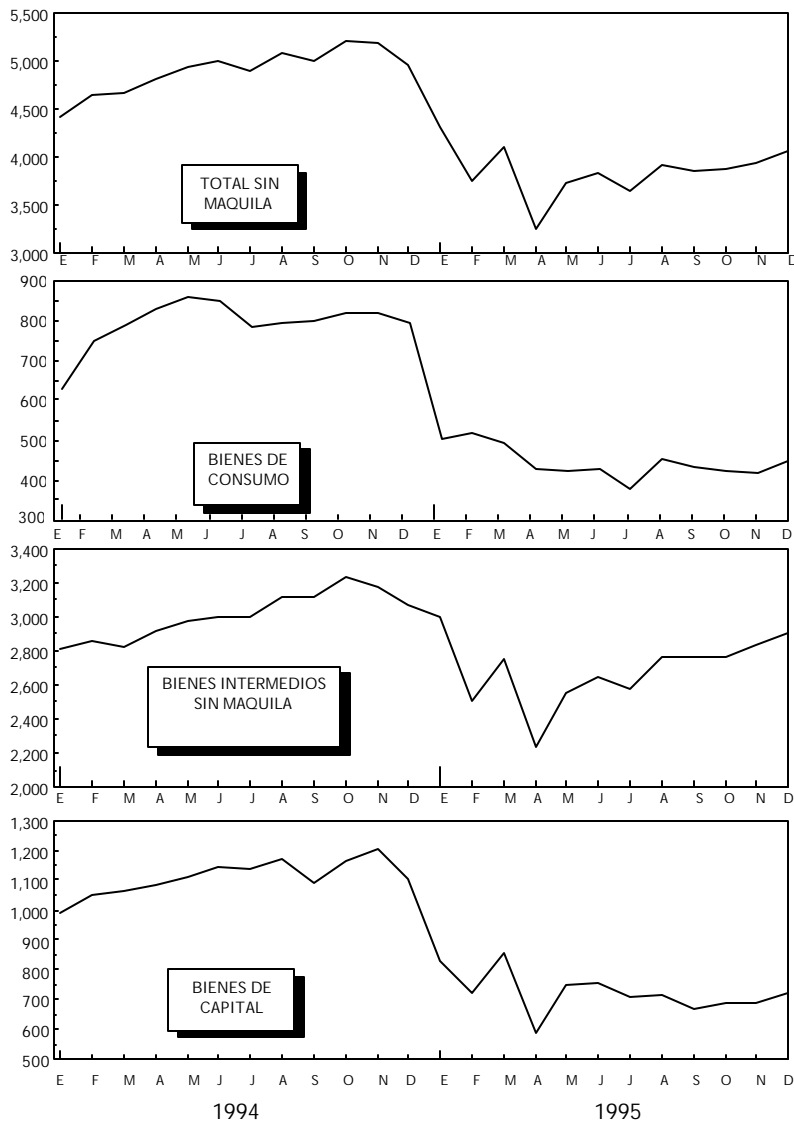 5,500
5,000
4,500
4,000
3,500
3,000
TOTAL SIN
MAQUILA
E F M A M J J A S O N D E F M A M J J A S O N D
900
800
700
600
500
400
300
BIENES DE
CONSUMO
E F M A M J J A S O N D E F M A M J J A S O N D
3,400
3,200
3,000
2,800
2,600
2,400
2,200
2,000
BIENES INTERMEDIOS
SIN MAQUILA
E F M A M J J A S O N D E F M A M J J A S O N D
1,300
1,200
1,100
1,000
900
800
700
600
500
BIENES DE
CAPITAL
E F M A M J J A S O N D E F M A M J J A S O N D
1994 1995